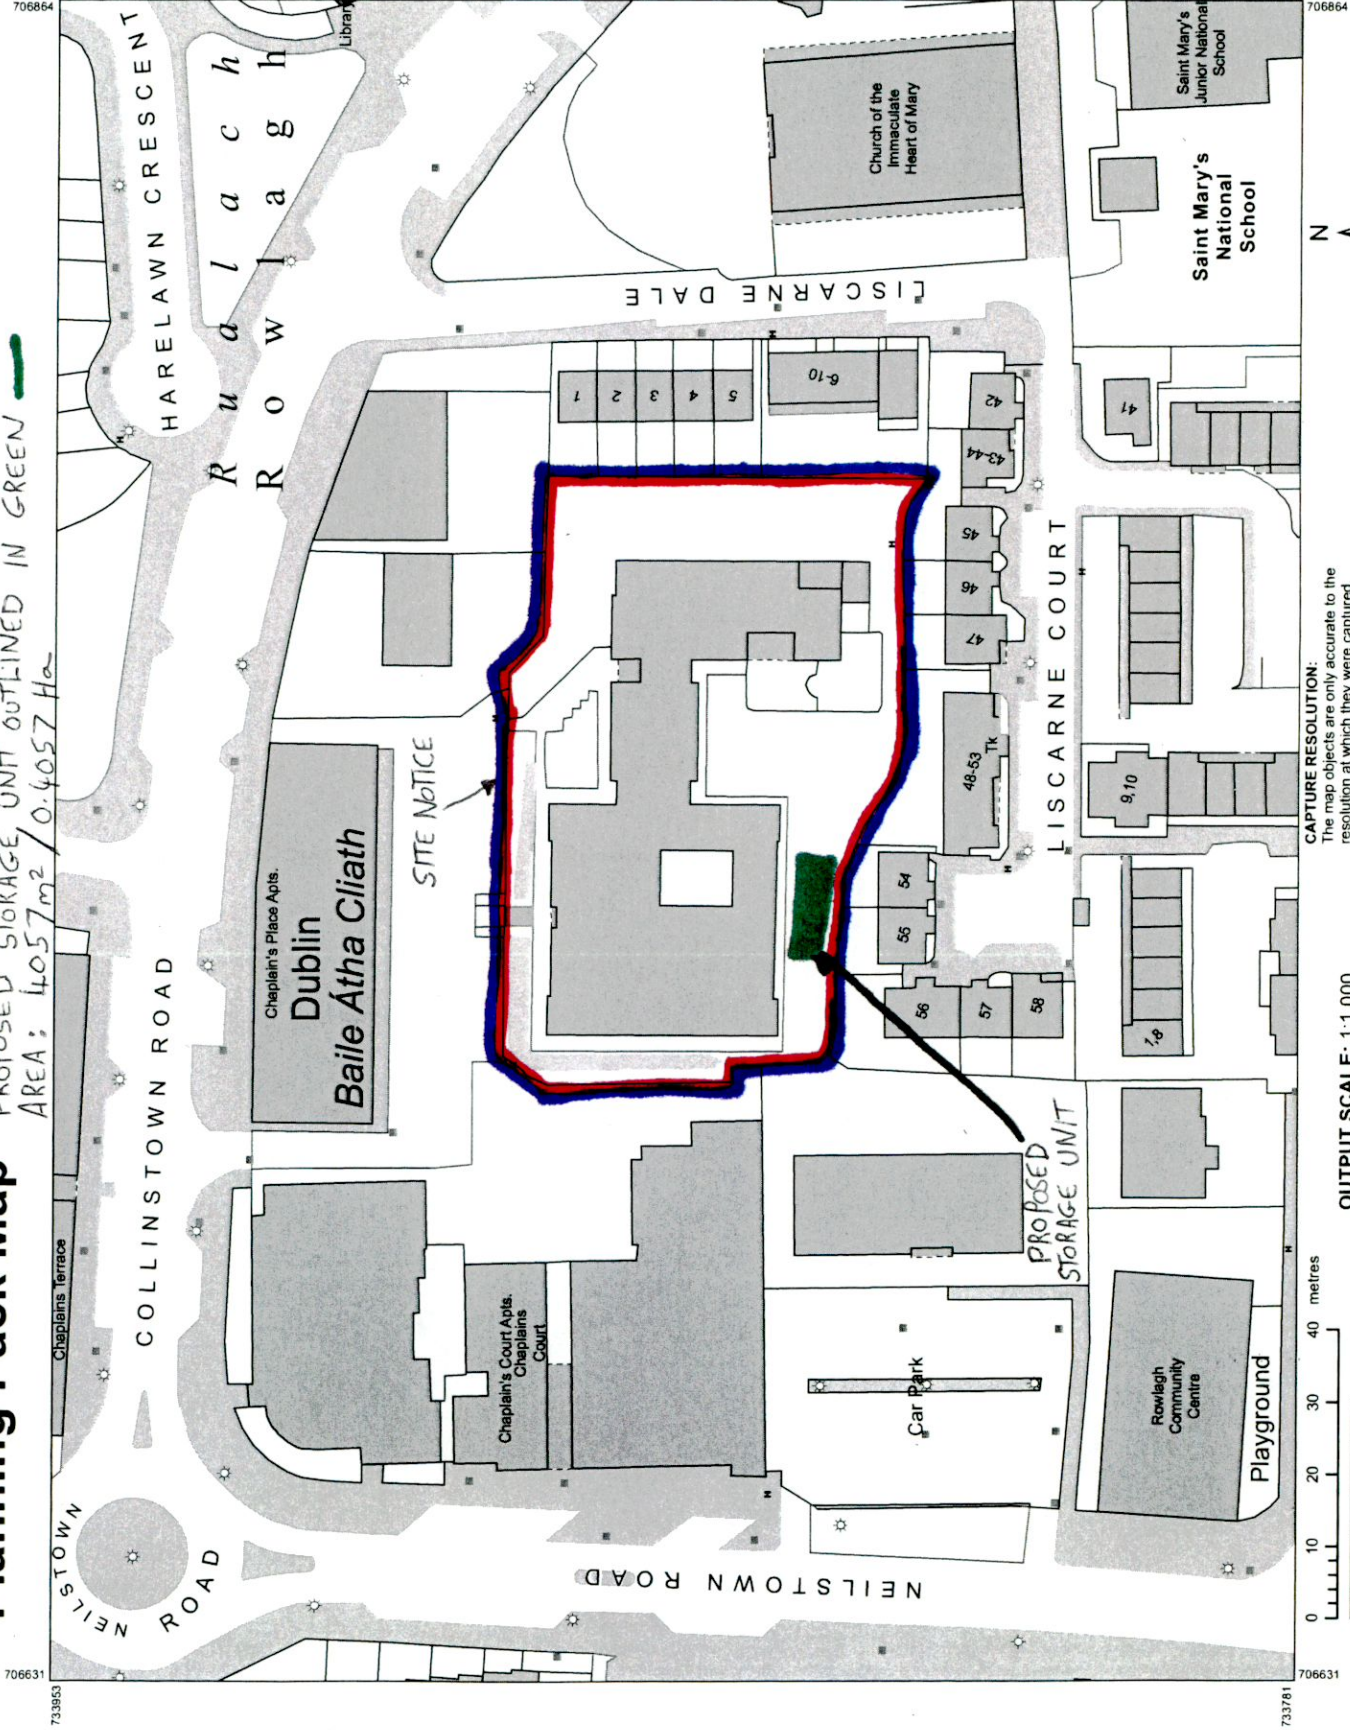 PROPOSED STORAGE UNIT OUTLINED IN GREEN
AREA: 4057m2 / 0.4057 Ha
706864
706864
HARELAWN CRESCENT
Library
Rualach
Rowlagh
Church of the
Immaculate
Heart of Mary
Saint Mary's
Junior National
School
Saint Mary's
National
School
N
LISCARNE DALE
1
2
3
4
5
6-10
42
43-44
41
45
46
47
48-53
Tk
LISCARNE COURT
9,10
54
55
56
57
58
7,8
SITE NOTICE
Chaplain's Place Apts.
Dublin
Baile Átha Cliath
COLLINSTOWN ROAD
Chaplains Terrace
Chaplain's Court Apts.
Chaplains
Court
PROPOSED
STORAGE UNIT
Car Park
Rowlagh
Community
Centre
Playground
NEILSTOWN
ROAD
NEILSTOWN ROAD
CAPTURE RESOLUTION:
The map objects are only accurate to the
resolution at which they were captured
OUTPUT SCALE: 1:1,000
0 10 20 30 40 metres
706631
706631
733953
733781